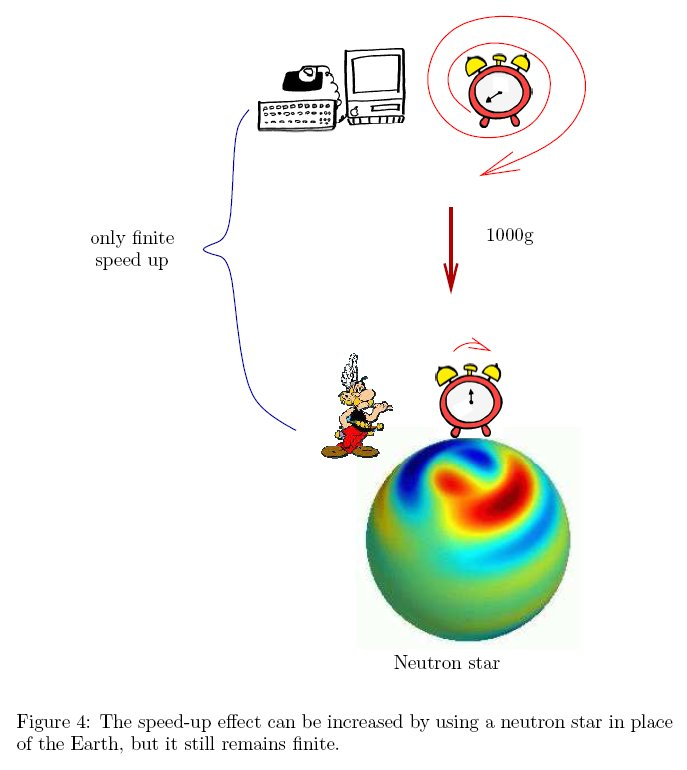 1000g
only finite
speed up
Neutron star
Figure 4: The speed-up effect can be increased by using a neutron star in place
of the Earth, but it still remains finite.